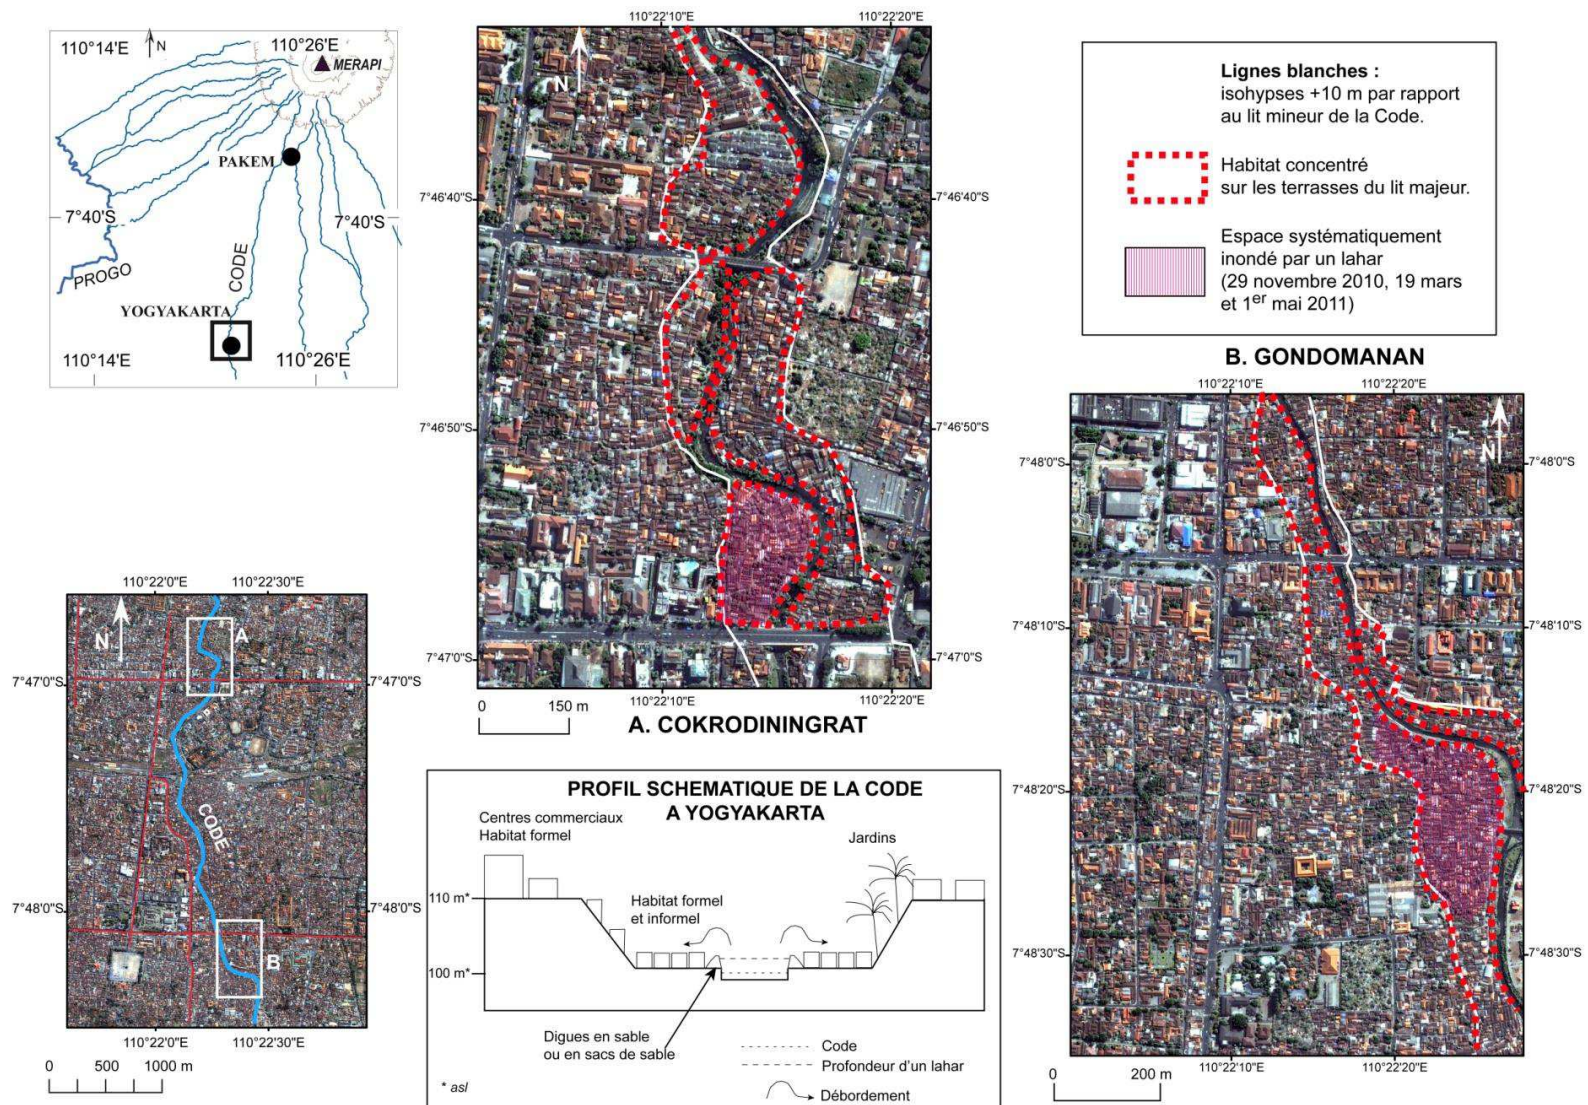 110°14'E
N
110°26'E
MERAPI
PAKEM
7°40'S
7°40'S
PROGO
CODE
YOGYAKARTA
110°14'E
110°26'E
110°22'10"E
110°22'20"E
N
7°46'40"S
7°46'40"S
7°46'50"S
7°46'50"S
7°47'0"S
7°47'0"S
110°22'10"E
110°22'20"E
0
150 m
A. COKRODININGRAT
Lignes blanches :
isohypses +10 m par rapport
au lit mineur de la Code.
Habitat concentré
sur les terrasses du lit majeur.
Espace systématiquement
inondé par un lahar
(29 novembre 2010, 19 mars
et 1er mai 2011)
B. GONDOMANAN
110°22'10"E
110°22'20"E
N
7°48'0"S
7°48'0"S
7°48'10"S
7°48'10"S
7°48'20"S
7°48'20"S
7°48'30"S
7°48'30"S
110°22'10"E
110°22'20"E
0
200 m
110°22'0"E
110°22'30"E
N
A
7°47'0"S
7°47'0"S
CODE
7°48'0"S
7°48'0"S
B
110°22'0"E
110°22'30"E
0
500
1000 m
PROFIL SCHEMATIQUE DE LA CODE
A YOGYAKARTA
Centres commerciaux
Habitat formel
Jardins
110 m*
Habitat formel
et informel
100 m*
Digues en sable
ou en sacs de sable
Code
Profondeur d'un lahar
Débordement
* asl